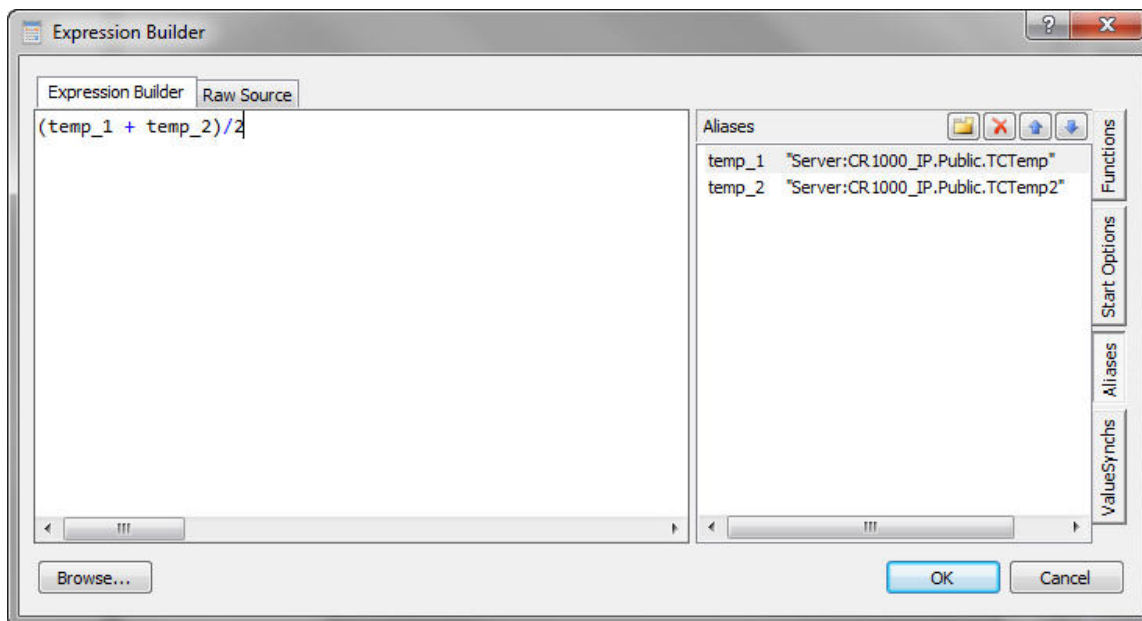 Expression Builder
Expression Builder
Raw Source
(temp_1 + temp_2)/2
Aliases
temp_1 "Server:CR1000_IP.Public.TCTemp"
temp_2 "Server:CR1000_IP.Public.TCTemp2"
Functions
Start Options
Aliases
ValueSynchs
Browse...
OK
Cancel